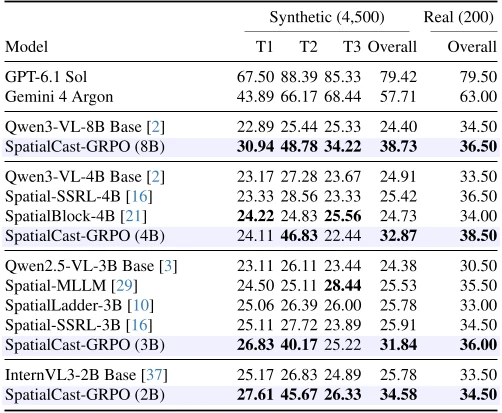 Synthetic (4,500) Real (200)
Model T1 T2 T3 Overall Overall
GPT-6.1 Sol 67.50 88.39 85.33 79.42 79.50
Gemini 4 Argon 43.89 66.17 68.44 57.71 63.00
Qwen3-VL-8B Base [2] 22.89 25.44 25.33 24.40 34.50
SpatialCast-GRPO (8B) 30.94 48.78 34.22 38.73 36.50
Qwen3-VL-4B Base [2] 23.17 27.28 23.67 24.91 33.50
Spatial-SSRL-4B [16] 23.33 28.56 23.33 25.42 36.50
SpatialBlock-4B [21] 24.22 24.83 25.56 24.73 34.00
SpatialCast-GRPO (4B) 24.11 46.83 22.44 32.87 38.50
Qwen2.5-VL-3B Base [3] 23.11 26.11 23.44 24.38 30.50
Spatial-MLLM [29] 24.50 25.11 28.44 25.53 35.50
SpatialLadder-3B [10] 25.06 26.39 26.00 25.78 33.00
Spatial-SSRL-3B [16] 25.11 27.72 23.89 25.91 34.50
SpatialCast-GRPO (3B) 26.83 40.17 25.22 31.84 36.00
InternVL3-2B Base [37] 25.17 26.83 24.89 25.78 33.50
SpatialCast-GRPO (2B) 27.61 45.67 26.33 34.58 34.50